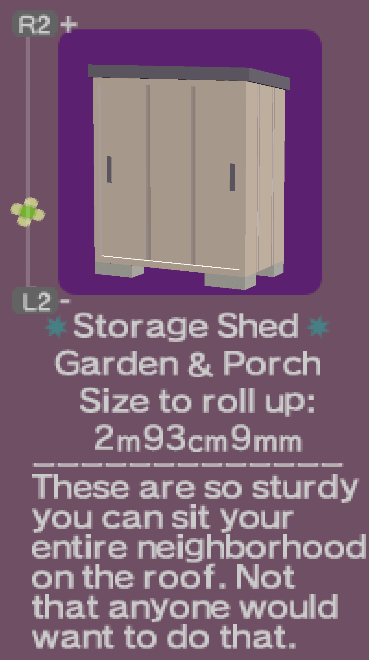 R2 +
L2 -
Storage Shed
Garden & Porch
Size to roll up:
2m93cm9mm
These are so sturdy
you can sit your
entire neighborhood
on the roof. Not
that anyone would
want to do that.